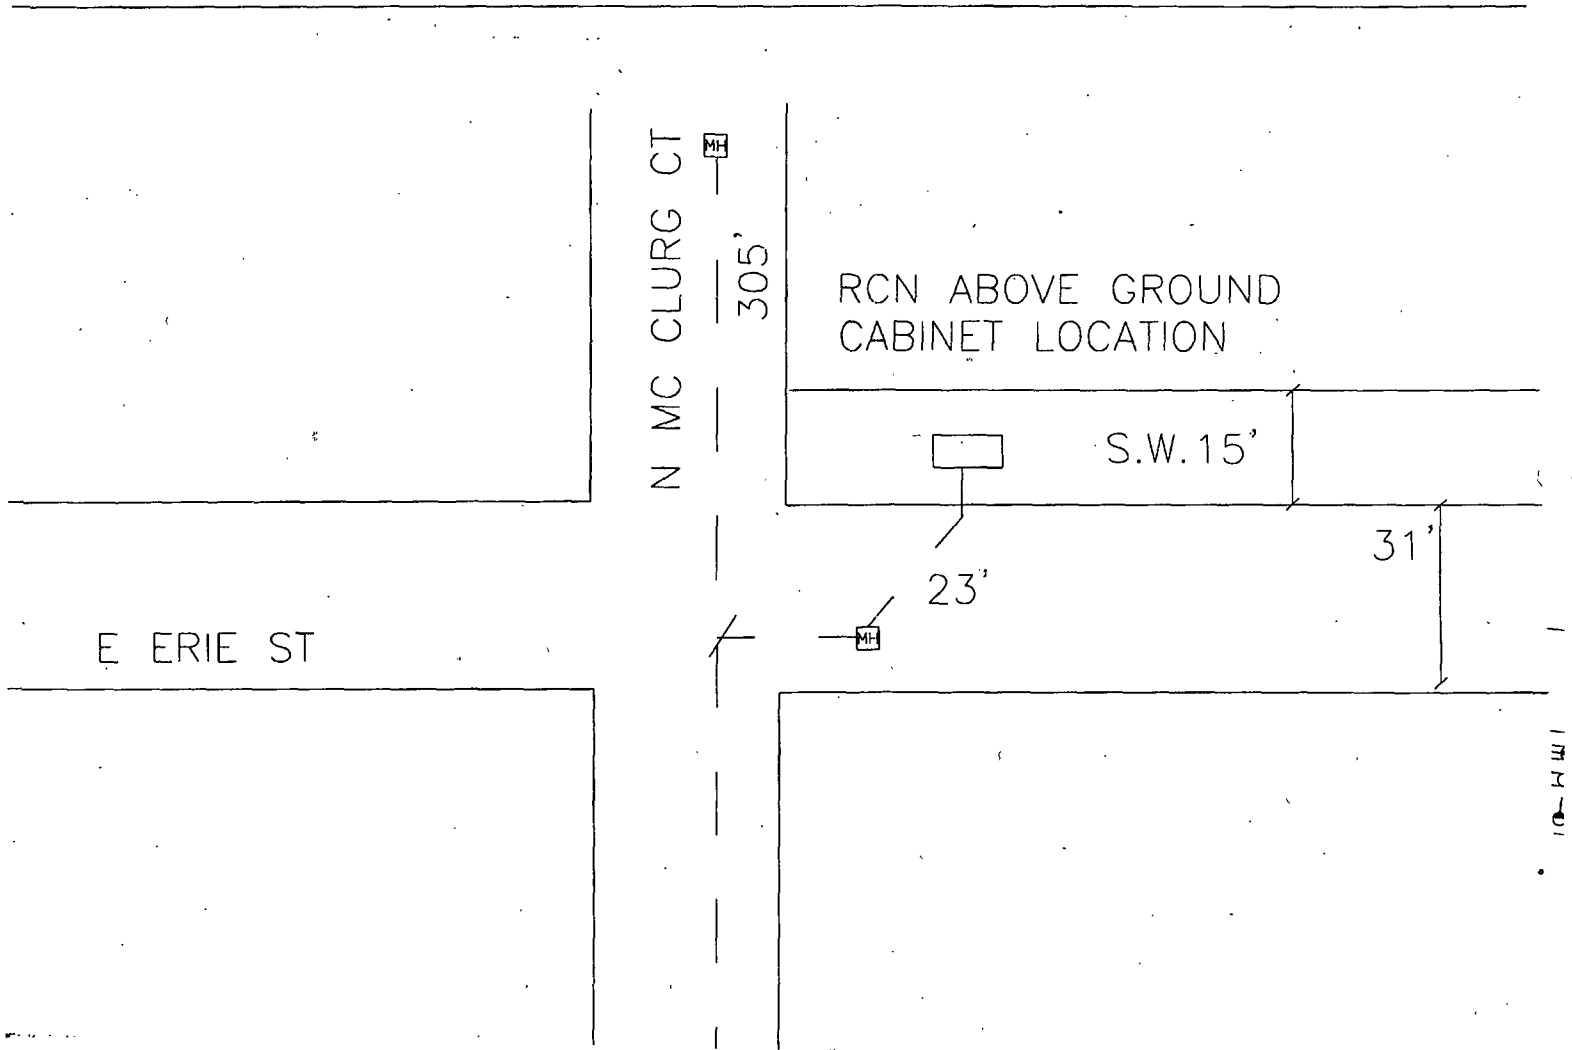 MH
N MC CLURG CT
305'
RCN ABOVE GROUND
CABINET LOCATION
S.W. 15'
31'
23'
MH
E ERIE ST